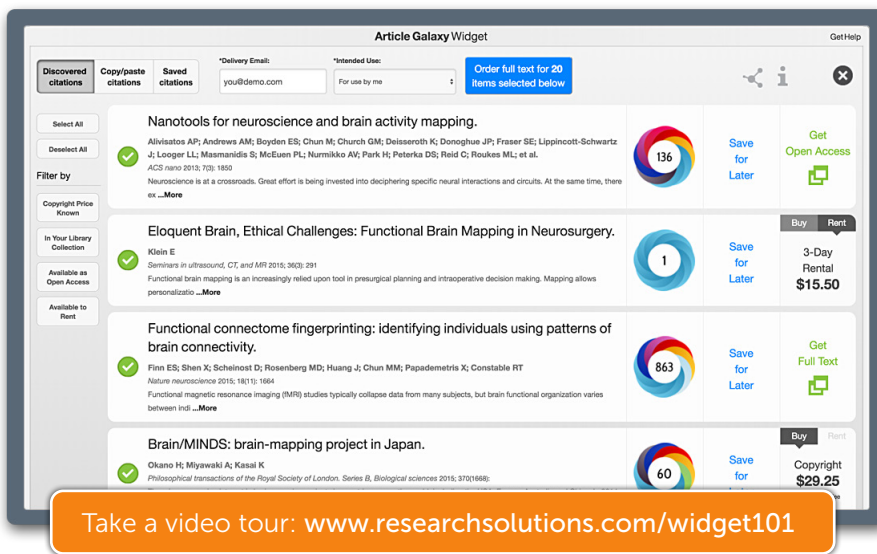 Article Galaxy Widget
Get Help
Discovered
citations
Copy/paste
citations
Saved
citations
*Delivery Email:
you@demo.com
*Intended Use:
For use by me
Order full text for 20
items selected below
Select All
Deselect All
Filter by
Copyright Price
Known
In Your Library
Collection
Available as
Open Access
Available to
Rent
Nanotools for neuroscience and brain activity mapping.
Alivisatos AP; Andrews AM; Boyden ES; Chun M; Church GM; Deisseroth K; Donoghue JP; Fraser SE; Lippincott-Schwartz
J; Looger LL; Masmanidis S; McEuen PL; Nurmikko AV; Park H; Peterka DS; Reid C; Roukes ML; et al.
ACS nano 2013; 7(3): 1850
Neuroscience is at a crossroads. Great effort is being invested into deciphering specific neural interactions and circuits. At the same time, there
ex ...More
136
Save
for
Later
Get
Open Access
Eloquent Brain, Ethical Challenges: Functional Brain Mapping in Neurosurgery.
Klein E
Seminars in ultrasound, CT, and MR 2015; 36(3): 291
Functional brain mapping is an increasingly relied upon tool in presurgical planning and intraoperative decision making. Mapping allows
personalizatio ...More
1
Save
for
Later
Buy Rent
3-Day
Rental
$15.50
Functional connectome fingerprinting: identifying individuals using patterns of
brain connectivity.
Finn ES; Shen X; Scheinost D; Rosenberg MD; Huang J; Chun MM; Papademetris X; Constable RT
Nature neuroscience 2015; 18(11): 1664
Functional magnetic resonance imaging (fMRI) studies typically collapse data from many subjects, but brain functional organization varies
between indi ...More
863
Save
for
Later
Get
Full Text
Brain/MINDS: brain-mapping project in Japan.
Okano H; Miyawaki A; Kasai K
Philosophical transactions of the Royal Society of London. Series B, Biological sciences 2015; 370(1668):
60
Save
for
Buy Rent
Copyright
$29.25
Take a video tour: www.researchsolutions.com/widget101